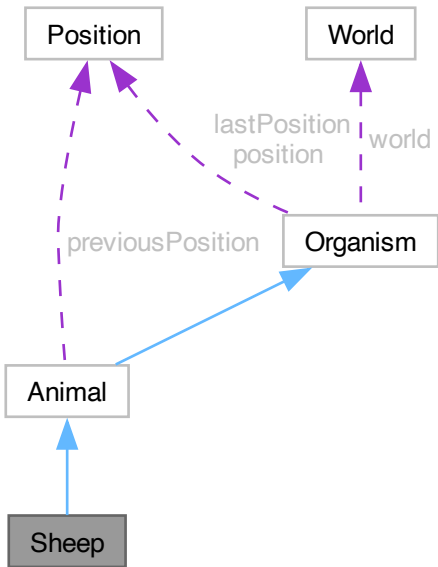 Position
World
lastPosition
position
world
previousPosition
Organism
Animal
Sheep